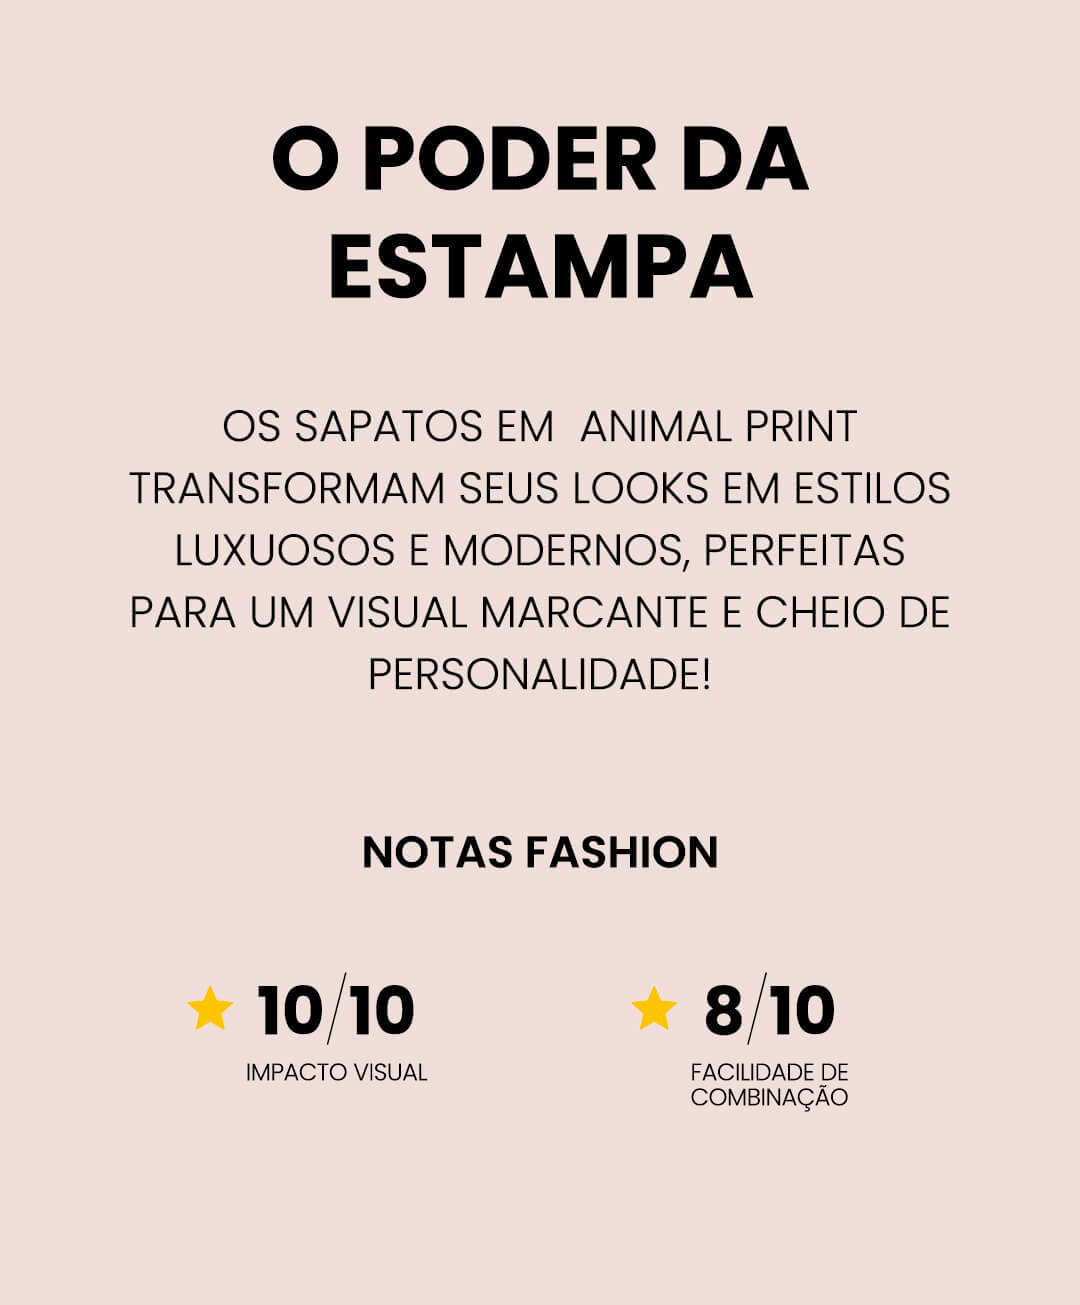 O PODER DA
ESTAMPA
OS SAPATOS EM  ANIMAL PRINT
TRANSFORMAM SEUS LOOKS EM ESTILOS
LUXUOSOS E MODERNOS, PERFEITAS
PARA UM VISUAL MARCANTE E CHEIO DE
PERSONALIDADE!
NOTAS FASHION
10/10
IMPACTO VISUAL
8/10
FACILIDADE DE
COMBINAÇÃO